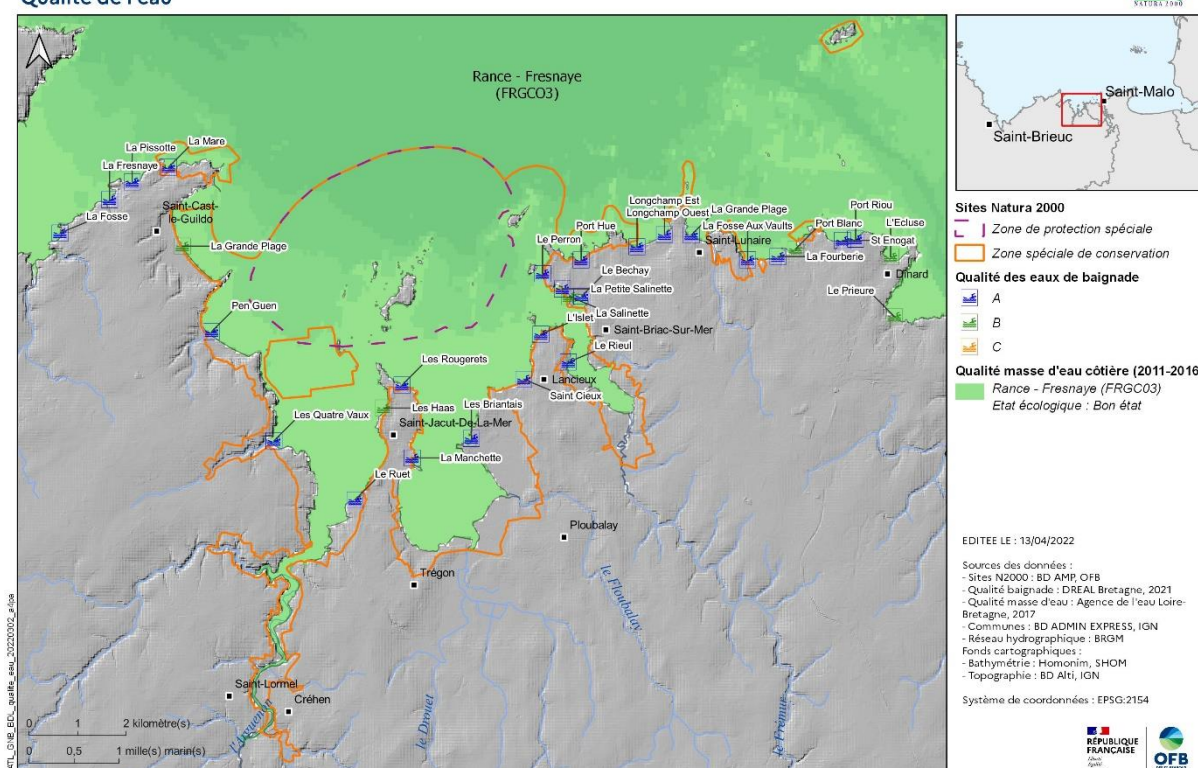 Qualité de l'eau
NATURA 2000
Rance - Fresnaye
(FRGC03)
La Mare
La Pissotte
La Fresnaye
La Fosse
Saint-Cast-
le-Guildo
La Grande Plage
Pen Guen
Les Quatre Vaux
Les Rougerets
Les Haas
Les Briantais
Saint-Jacut-De-La-Mer
La Manchette
Le Ruet
Longchamp Est
Longchamp Ouest
La Grande Plage
Port Hue
Le Perron
La Fosse Aux Vaults
Saint-Lunaire
Port Blanc
Port Riou
L'Ecluse
St Enogat
La Fourberie
Dinard
Le Prieure
Le Bechay
La Petite Salinette
La Salinette
L'Islet
Saint-Briac-Sur-Mer
Le Rieul
Lancieux
Saint Cieux
Ploubalay
Trégon
le Floubalay
Saint-Lormel
Créhen
l'Arguenon
le Drouet
le Frémur
0 1 2 kilomètre(s)
0 0,5 1 mille(s) marin(s)
Saint-Malo
Saint-Brieuc
Sites Natura 2000
Zone de protection spéciale
Zone spéciale de conservation
Qualité des eaux de baignade
A
B
C
Qualité masse d'eau côtière (2011-2016
Rance - Fresnaye (FRGC03)
Etat écologique : Bon état
EDITEE LE : 13/04/2022
Sources des données :
- Sites N2000 : BD AMP, OFB
- Qualité baignade : DREAL Bretagne, 2021
- Qualité masse d'eau : Agence de l'eau Loire-
Bretagne, 2017
- Communes : BD ADMIN EXPRESS, IGN
- Réseau hydrographique : BRGM
Fonds cartographiques :
- Bathymétrie : Homonim, SHOM
- Topographie : BD Alti, IGN
Système de coordonnées : EPSG:2154
RÉPUBLIQUE
FRANÇAISE
Liberté
Égalité
OFB